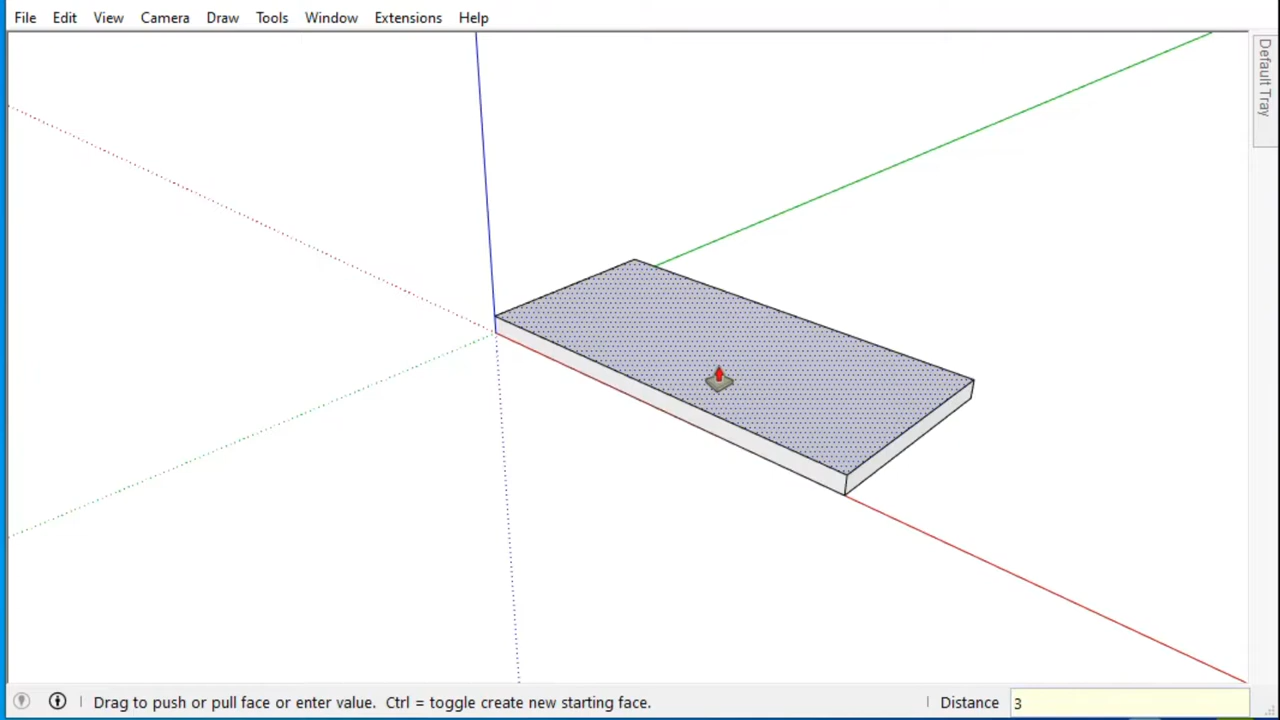 File Edit View Camera Draw Tools Window Extensions Help
Default Tray
Drag to push or pull face or enter value. Ctrl = toggle create new starting face. Distance 3